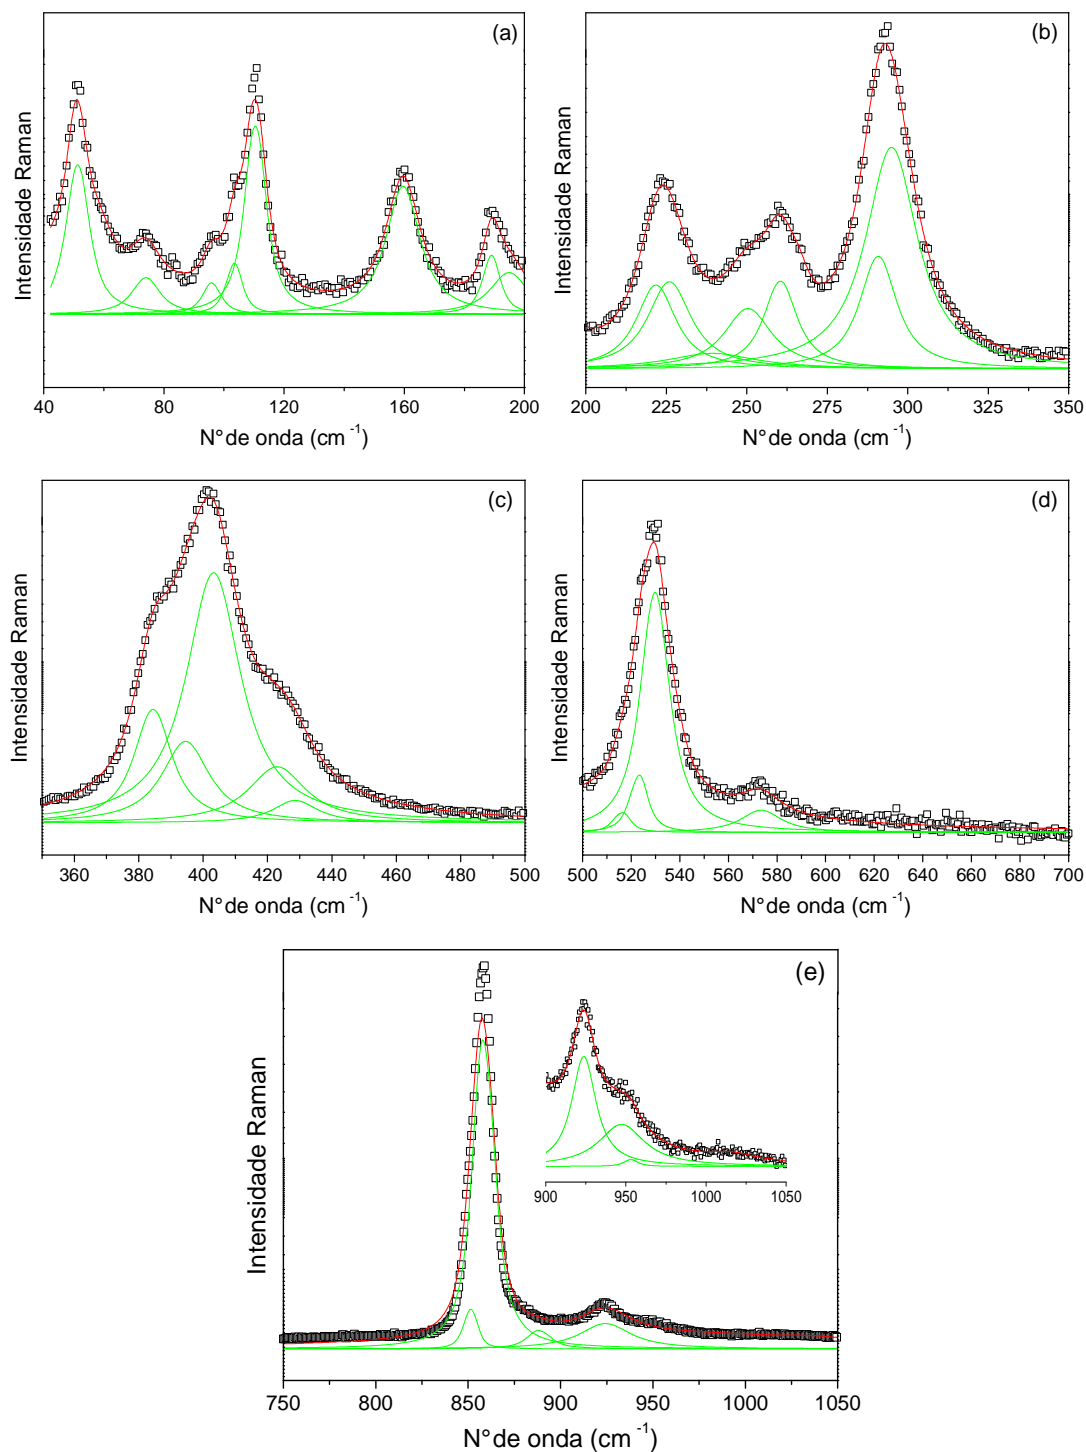 (a)
Intensidade Raman
40 80 120 160 200
N° de onda (cm⁻¹)
(b)
Intensidade Raman
200 225 250 275 300 325 350
N° de onda (cm⁻¹)
(c)
Intensidade Raman
360 380 400 420 440 460 480 500
N° de onda (cm⁻¹)
(d)
Intensidade Raman
500 520 540 560 580 600 620 640 660 680 700
N° de onda (cm⁻¹)
(e)
900 950 1000 1050
Intensidade Raman
750 800 850 900 950 1000 1050
N° de onda (cm⁻¹)